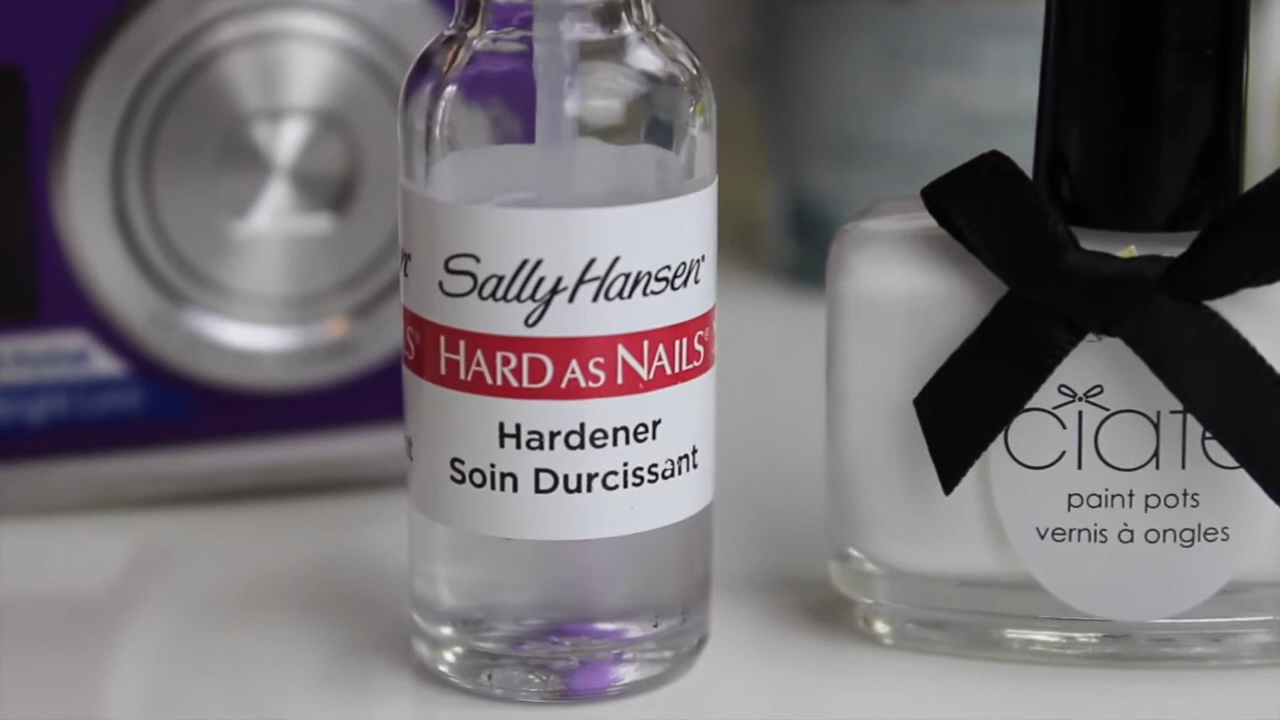 Sally Hansen
HARD AS NAILS®
Hardener
Soin Durcissant
ciaté
paint pots
vernis à ongles